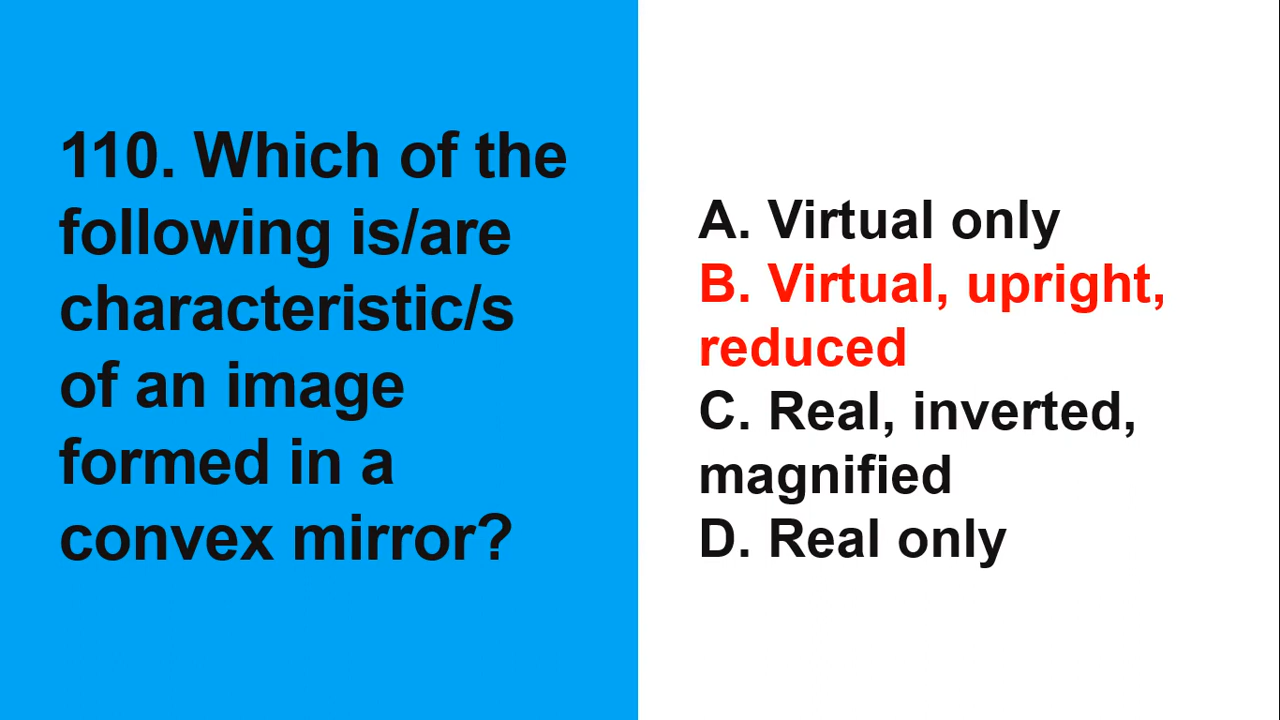 110. Which of the
following is/are
characteristic/s
of an image
formed in a
convex mirror?
A. Virtual only
B. Virtual, upright,
reduced
C. Real, inverted,
magnified
D. Real only